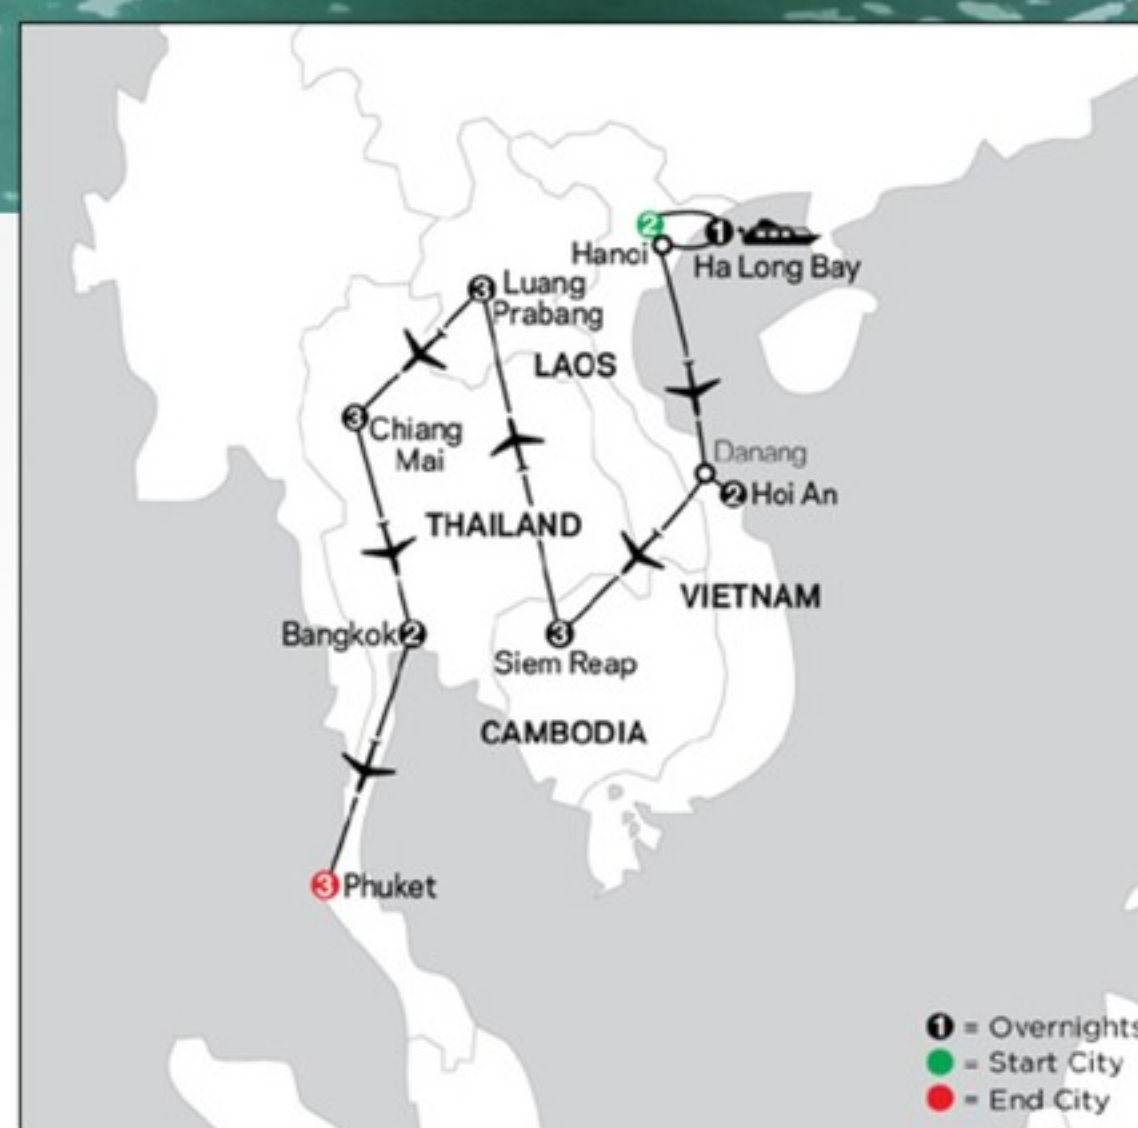 2
1
Hanoi
Ha Long Bay
3 Luang
Prabang
LAOS
3 Chiang
Mai
Danang
2 Hoi An
THAILAND
VIETNAM
Bangkok 2
3
Siem Reap
CAMBODIA
3 Phuket
1 = Overnights
= Start City
= End City